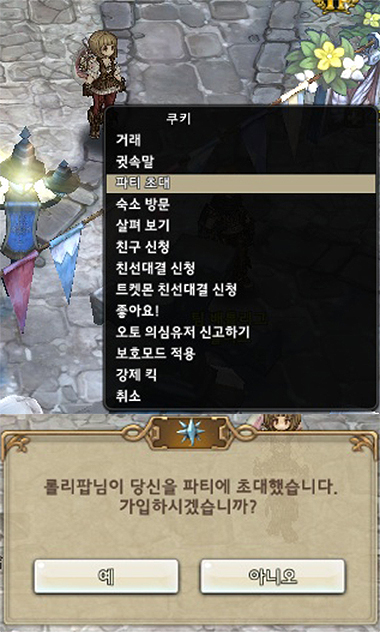 쿠키
거래
귓속말
파티 초대
숙소 방문
살펴 보기
친구 신청
친선대결 신청
트켓몬 친선대결 신청
좋아요!
오토 의심유저 신고하기
보호모드 적용
강제 킥
취소
롤리팝님이 당신을 파티에 초대했습니다.
가입하시겠습니까?
예
아니오